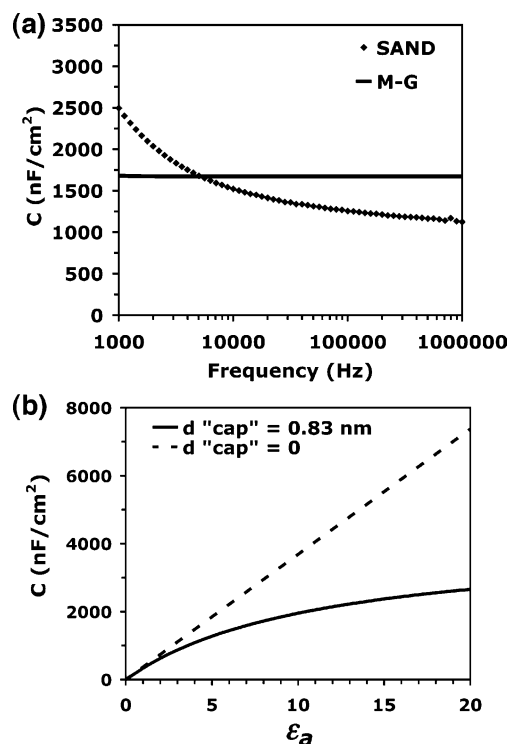 (a)
3500
3000
2500
2000
1500
1000
500
0
C (nF/cm²)
SAND
M-G
1000 10000 100000 1000000
Frequency (Hz)
(b)
8000
6000
4000
2000
0
C (nF/cm²)
d "cap" = 0.83 nm
d "cap" = 0
0 5 10 15 20
εa